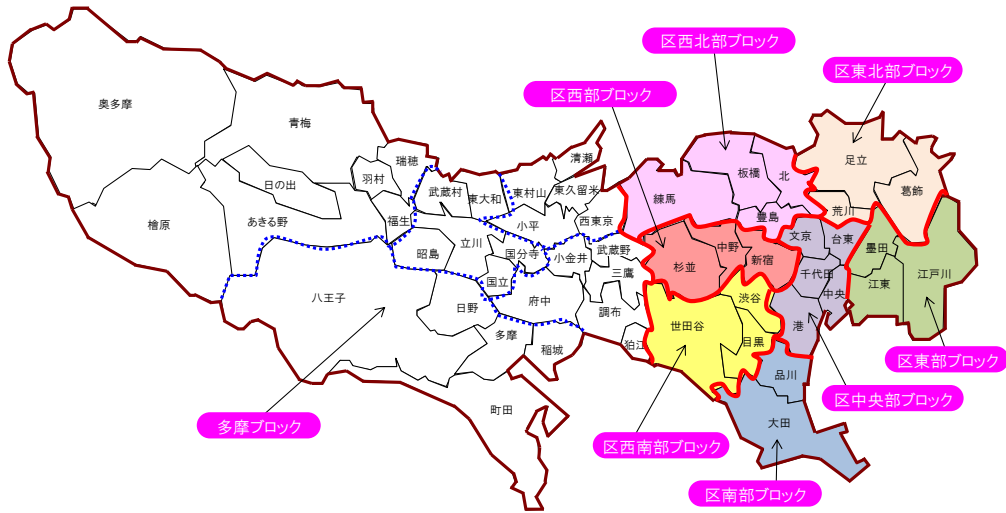 区西北部ブロック
区東北部ブロック
区西部ブロック
奥多摩
青梅
瑞穂
清瀬
足立
日の出
羽村
武蔵村
東大和
東村山
東久留米
練馬
板橋
北
葛飾
檜原
あきる野
福生
小平
西東京
豊島
荒川
昭島
立川
国分寺
小金井
武蔵野
中野
新宿
文京
台東
墨田
江戸川
八王子
日野
国立
府中
三鷹
杉並
千代田
中央
江東
調布
渋谷
多摩
稲城
狛江
世田谷
目黒
港
町田
品川
大田
区東部ブロック
区中央部ブロック
多摩ブロック
区西南部ブロック
区南部ブロック